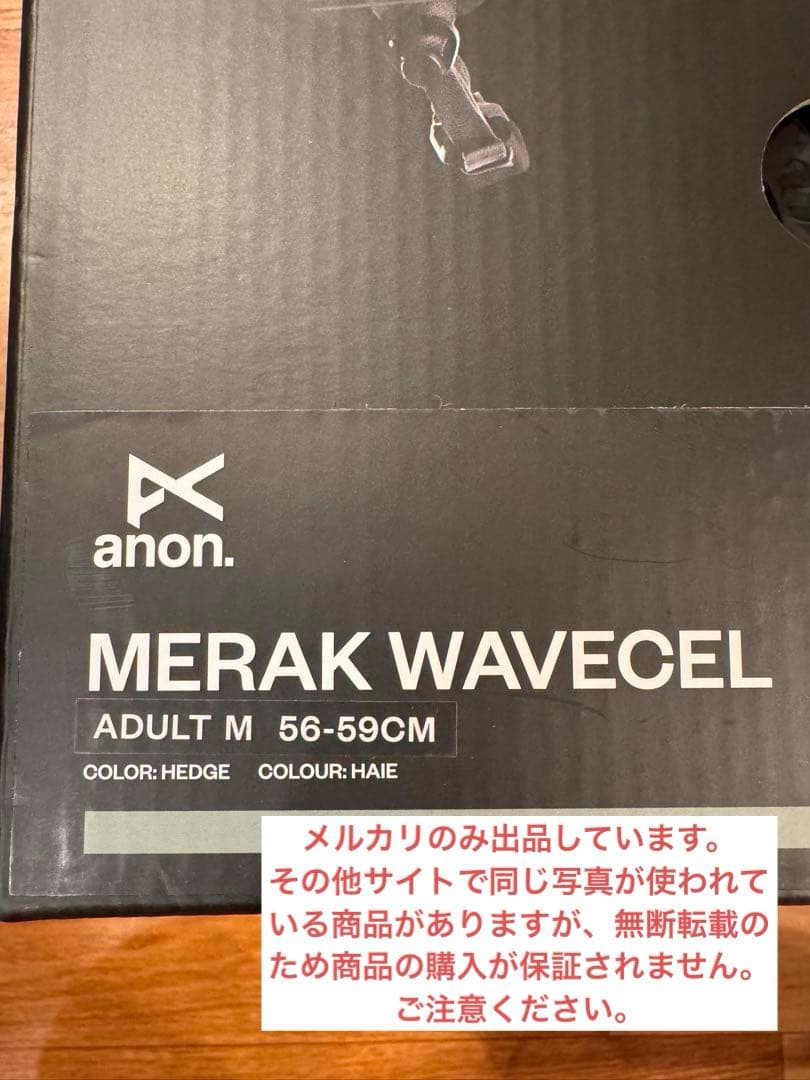 anon.
MERAK WAVECEL
ADULT M 56-59CM
COLOR: HEDGE COLOUR: HAIE
メルカリのみ出品しています。
その他サイトで同じ写真が使われて
いる商品がありますが、無断転載の
ため商品の購入が保証されません。
ご注意ください。